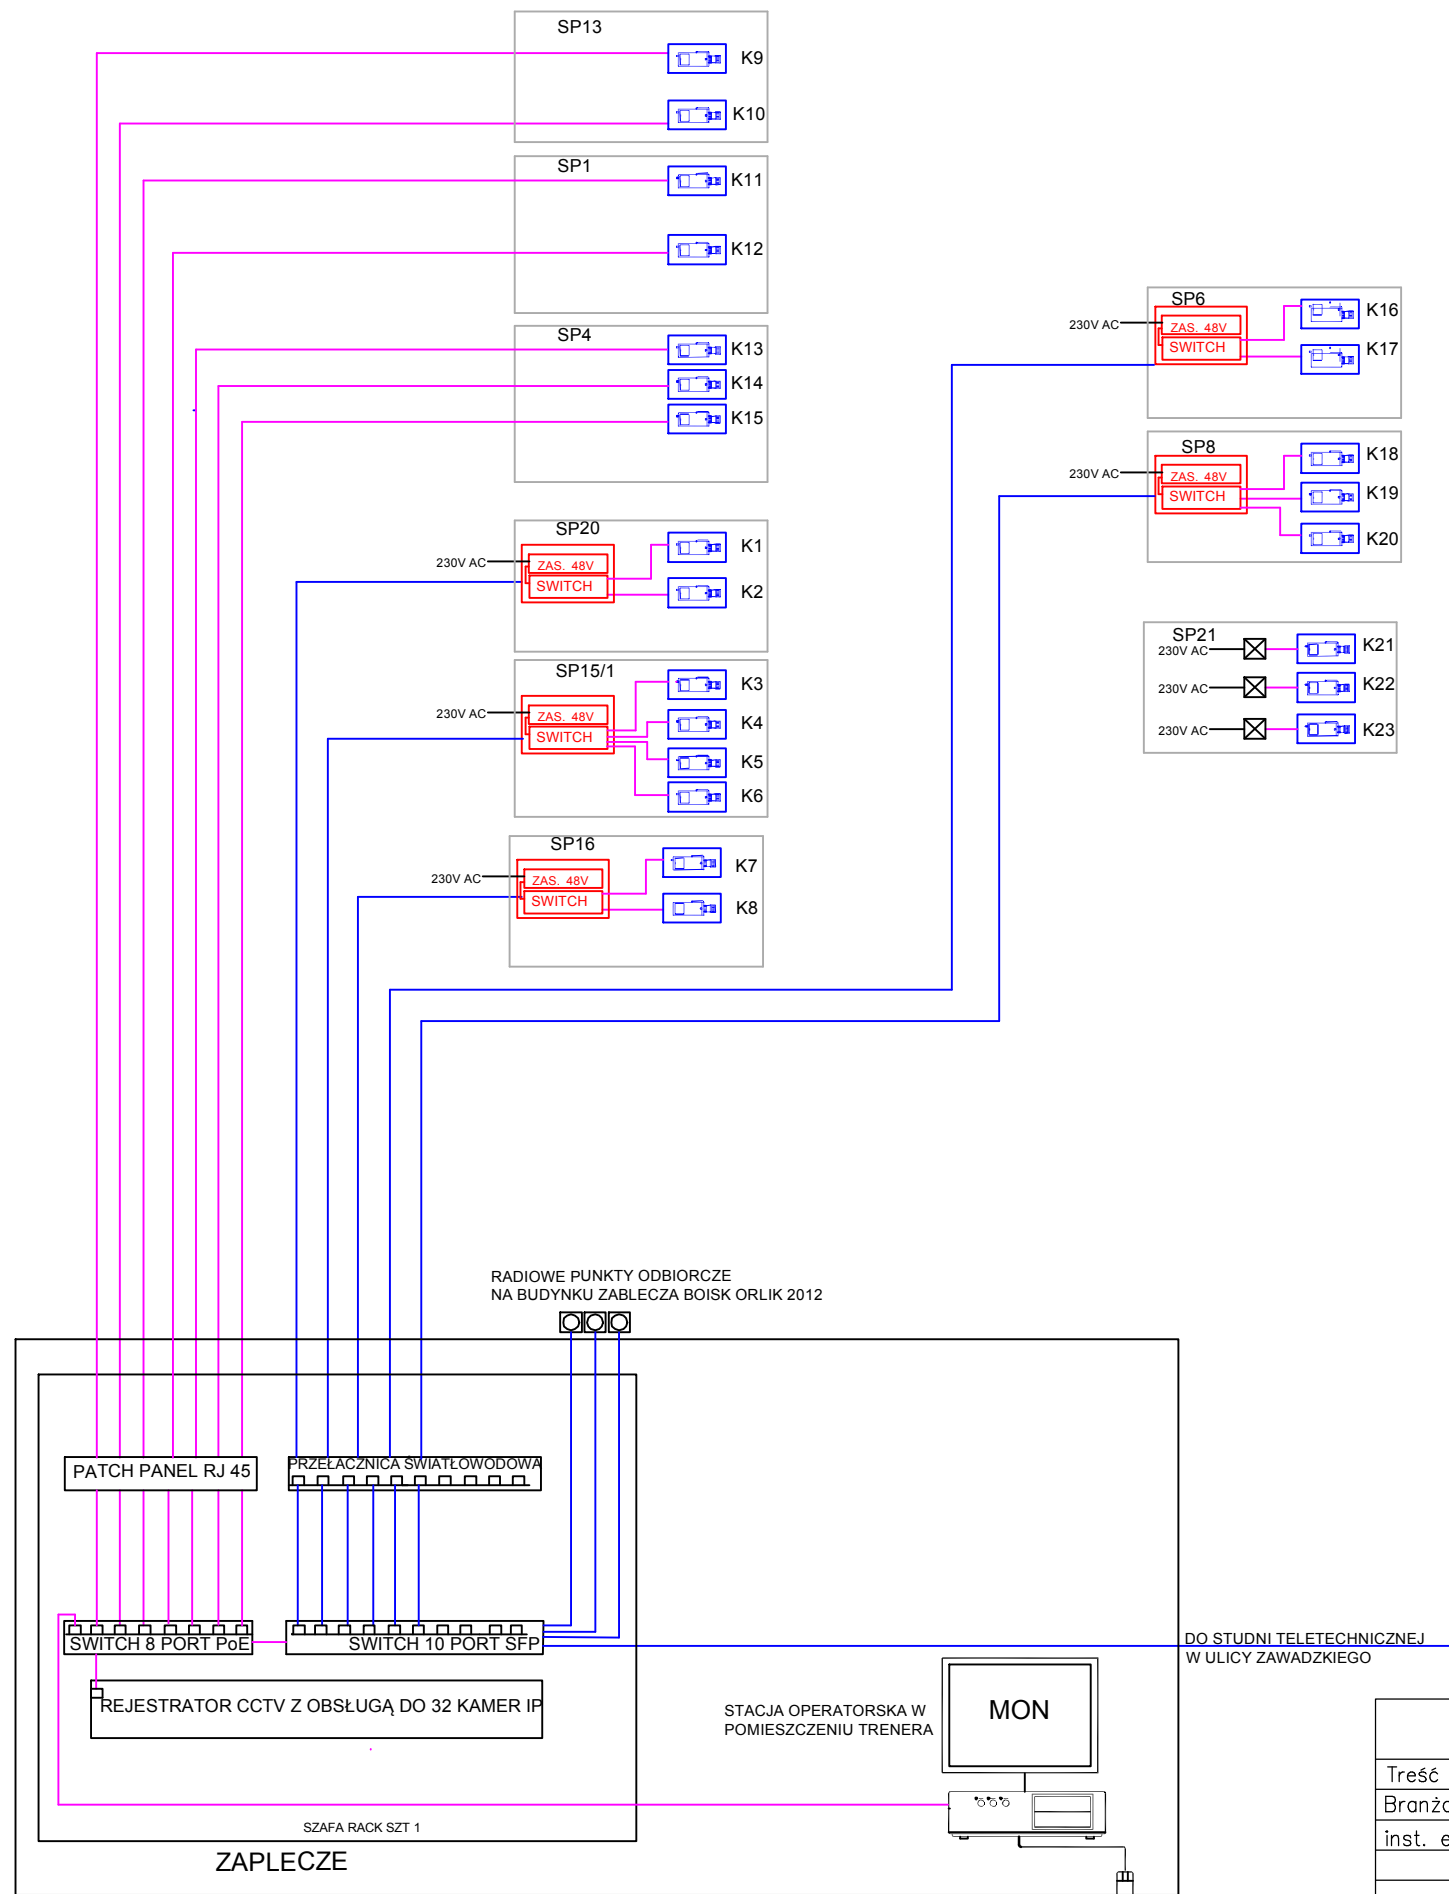 SP13
K9
K10
SP1
K11
K12
SP4
K13
K14
K15
SP20
230V AC
ZAS. 48V
SWITCH
K1
K2
SP15/1
230V AC
ZAS. 48V
SWITCH
K3
K4
K5
K6
SP16
230V AC
ZAS. 48V
SWITCH
K7
K8
SP6
230V AC
ZAS. 48V
SWITCH
K16
K17
SP8
230V AC
ZAS. 48V
SWITCH
K18
K19
K20
SP21
230V AC
K21
230V AC
K22
230V AC
K23
RADIOWE PUNKTY ODBIORCZE
NA BUDYNKU ZABLECZA BOISK ORLIK 2012
PATCH PANEL RJ 45
PRZEŁACZNICA ŚWIATŁOWODOWA
SWITCH 8 PORT PoE
SWITCH 10 PORT SFP
DO STUDNI TELETECHNICZNEJ
W ULICY ZAWADZKIEGO
REJESTRATOR CCTV Z OBSŁUGĄ DO 32 KAMER IP
STACJA OPERATORSKA W
POMIESZCZENIU TRENERA
MON
SZAFA RACK SZT 1
ZAPLECZE
Treść
Branża
inst. e